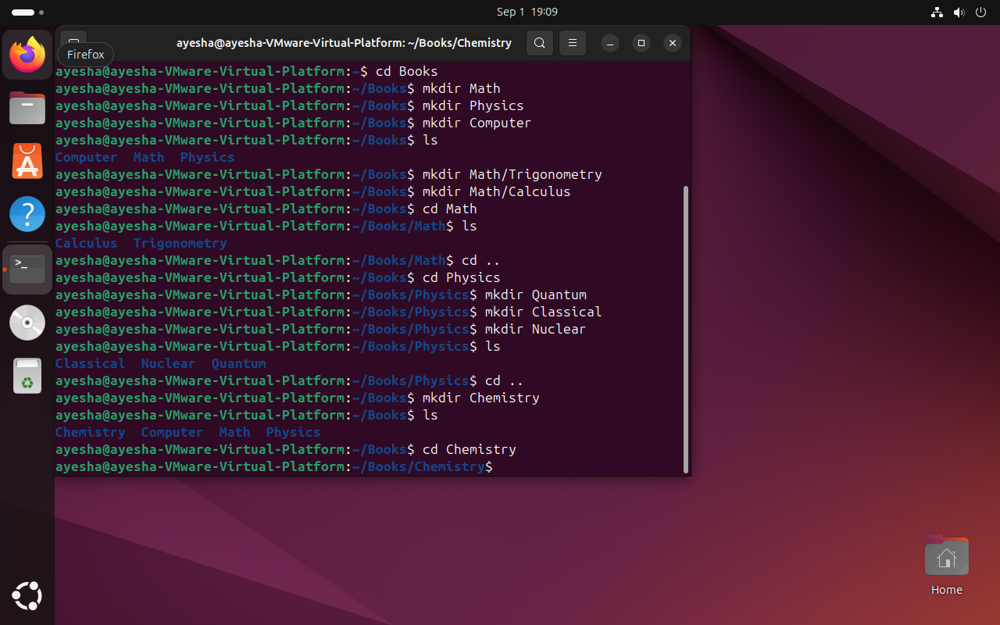 Sep 1 19:09
ayesha@ayesha-VMware-Virtual-Platform: ~/Books/Chemistry
Firefox
ayesha@ayesha-VMware-Virtual-Platform:~$ cd Books
ayesha@ayesha-VMware-Virtual-Platform:~/Books$ mkdir Math
ayesha@ayesha-VMware-Virtual-Platform:~/Books$ mkdir Physics
ayesha@ayesha-VMware-Virtual-Platform:~/Books$ mkdir Computer
ayesha@ayesha-VMware-Virtual-Platform:~/Books$ ls
Computer  Math  Physics
ayesha@ayesha-VMware-Virtual-Platform:~/Books$ mkdir Math/Trigonometry
ayesha@ayesha-VMware-Virtual-Platform:~/Books$ mkdir Math/Calculus
ayesha@ayesha-VMware-Virtual-Platform:~/Books$ cd Math
ayesha@ayesha-VMware-Virtual-Platform:~/Books/Math$ ls
Calculus  Trigonometry
ayesha@ayesha-VMware-Virtual-Platform:~/Books/Math$ cd ..
ayesha@ayesha-VMware-Virtual-Platform:~/Books$ cd Physics
ayesha@ayesha-VMware-Virtual-Platform:~/Books/Physics$ mkdir Quantum
ayesha@ayesha-VMware-Virtual-Platform:~/Books/Physics$ mkdir Classical
ayesha@ayesha-VMware-Virtual-Platform:~/Books/Physics$ mkdir Nuclear
ayesha@ayesha-VMware-Virtual-Platform:~/Books/Physics$ ls
Classical  Nuclear  Quantum
ayesha@ayesha-VMware-Virtual-Platform:~/Books/Physics$ cd ..
ayesha@ayesha-VMware-Virtual-Platform:~/Books$ mkdir Chemistry
ayesha@ayesha-VMware-Virtual-Platform:~/Books$ ls
Chemistry  Computer  Math  Physics
ayesha@ayesha-VMware-Virtual-Platform:~/Books$ cd Chemistry
ayesha@ayesha-VMware-Virtual-Platform:~/Books/Chemistry$
Home